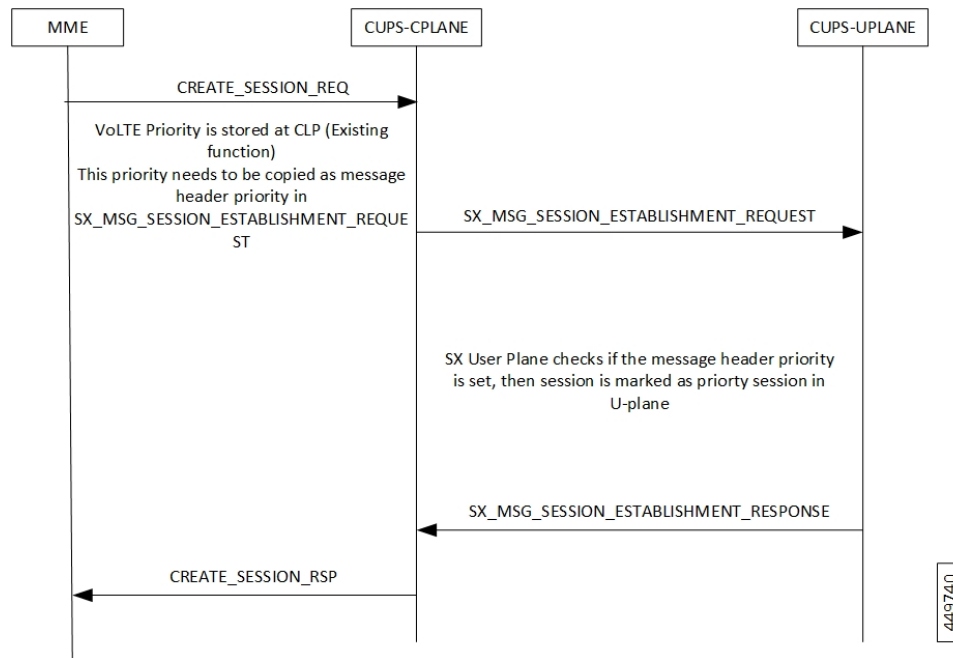 MME
CUPS-CPLANE
CUPS-UPLANE
CREATE_SESSION_REQ
VoLTE Priority is stored at CLP (Existing
function)
This priority needs to be copied as message
header priority in
SX_MSG_SESSION_ESTABLISHMENT_REQUE
ST
SX_MSG_SESSION_ESTABLISHMENT_REQUEST
SX User Plane checks if the message header priority
is set, then session is marked as priorty session in
U-plane
SX_MSG_SESSION_ESTABLISHMENT_RESPONSE
CREATE_SESSION_RSP
449740